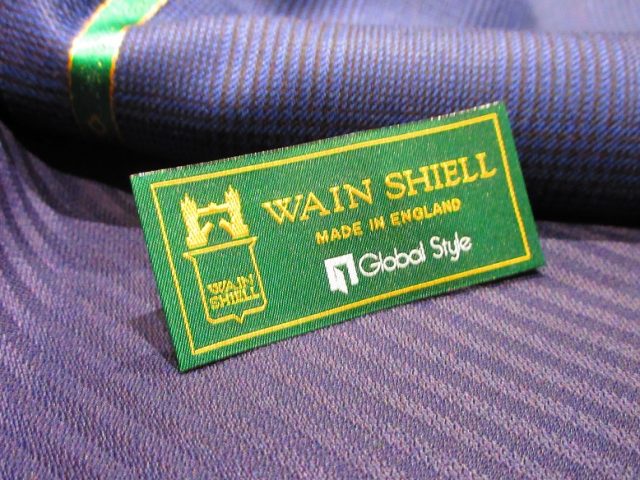 WAIN SHIELL
MADE IN ENGLAND
Global Style
WAIN
SHIELL